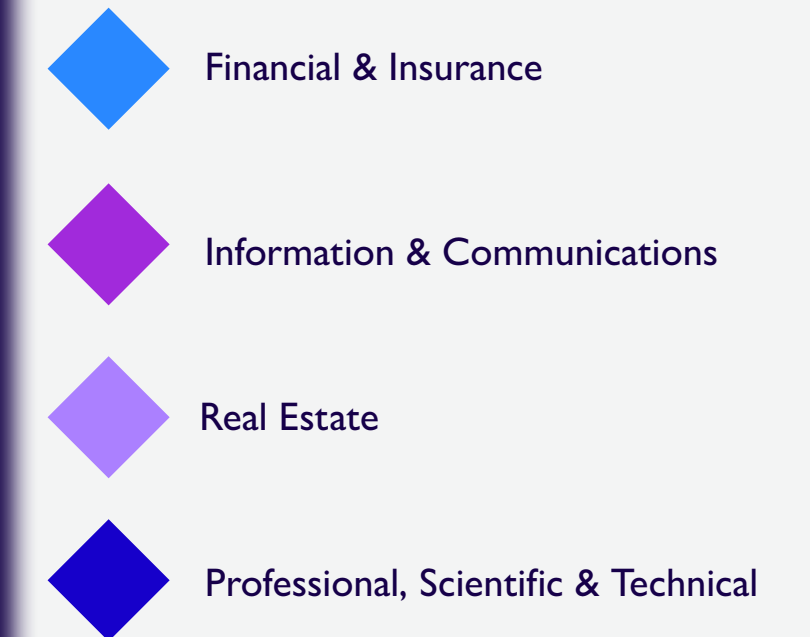 Financial & Insurance
Information & Communications
Real Estate
Professional, Scientific & Technical